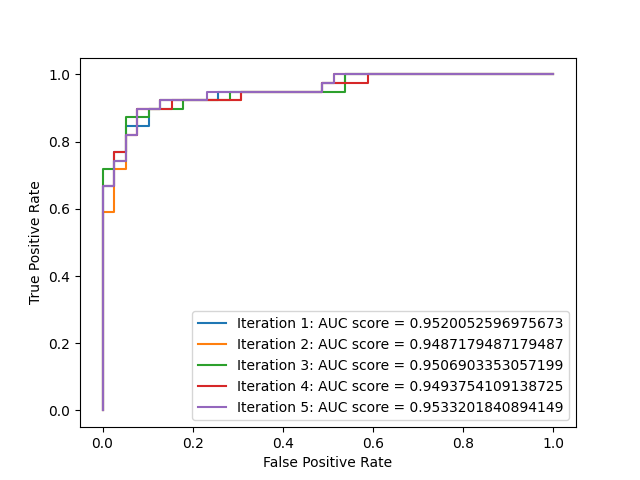 1.0
0.8
0.6
0.4
0.2
0.0
True Positive Rate
Iteration 1: AUC score = 0.9520052596975673
Iteration 2: AUC score = 0.9487179487179487
Iteration 3: AUC score = 0.9506903353057199
Iteration 4: AUC score = 0.9493754109138725
Iteration 5: AUC score = 0.9533201840894149
0.0 0.2 0.4 0.6 0.8 1.0
False Positive Rate